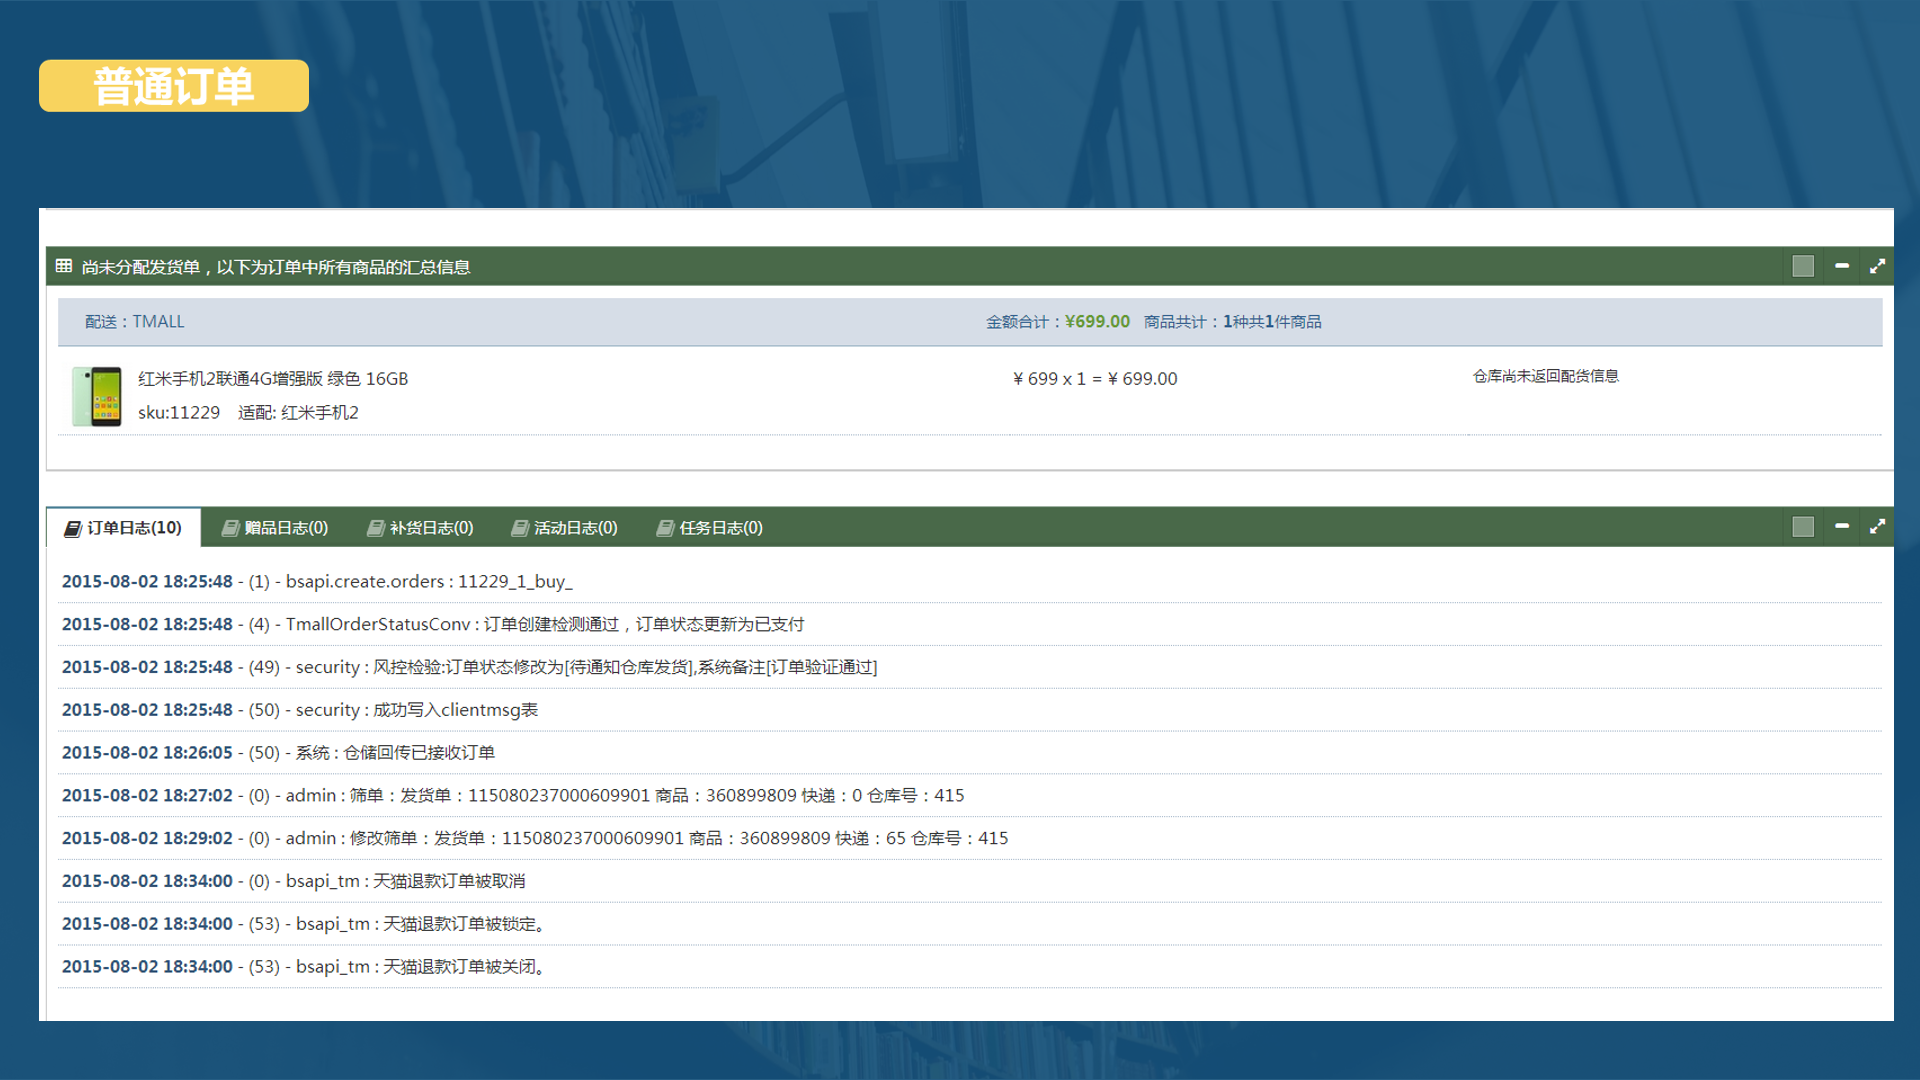 普通订单
尚未分配发货单，以下为订单中所有商品的汇总信息
配送：TMALL 金额合计：¥699.00 商品共计：1种共1件商品
红米手机2联通4G增强版 绿色 16GB ¥ 699 x 1 = ¥ 699.00 仓库尚未返回配货信息
sku:11229 适配: 红米手机2
订单日志(10) 赠品日志(0) 补货日志(0) 活动日志(0) 任务日志(0)
2015-08-02 18:25:48 - (1) - bsapi.create.orders : 11229_1_buy_
2015-08-02 18:25:48 - (4) - TmallOrderStatusConv : 订单创建检测通过，订单状态更新为已支付
2015-08-02 18:25:48 - (49) - security : 风控检验:订单状态修改为[待通知仓库发货],系统备注[订单验证通过]
2015-08-02 18:25:48 - (50) - security : 成功写入clientmsg表
2015-08-02 18:26:05 - (50) - 系统 : 仓储回传已接收订单
2015-08-02 18:27:02 - (0) - admin : 筛单：发货单：115080237000609901 商品：360899809 快递：0 仓库号：415
2015-08-02 18:29:02 - (0) - admin : 修改筛单：发货单：115080237000609901 商品：360899809 快递：65 仓库号：415
2015-08-02 18:34:00 - (0) - bsapi_tm : 天猫退款订单被取消
2015-08-02 18:34:00 - (53) - bsapi_tm : 天猫退款订单被锁定。
2015-08-02 18:34:00 - (53) - bsapi_tm : 天猫退款订单被关闭。